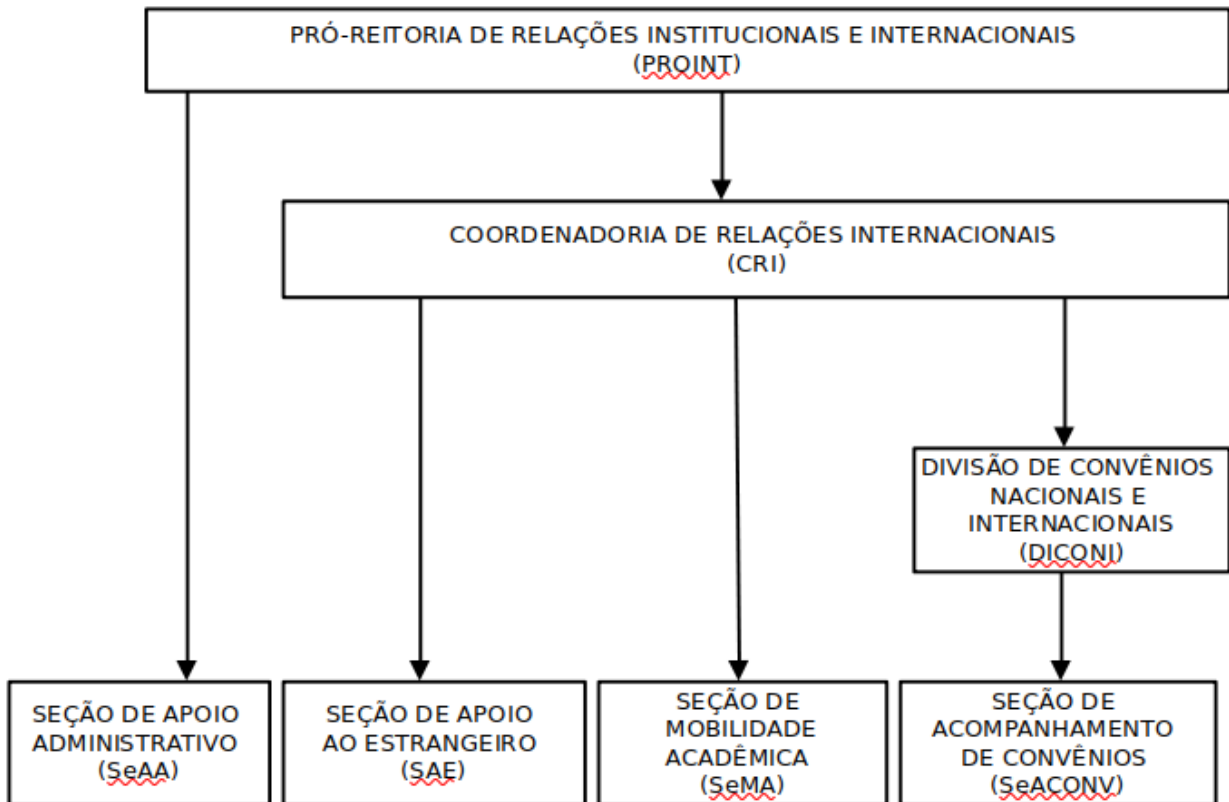 PRÓ-REITORIA DE RELAÇÕES INSTITUCIONAIS E INTERNACIONAIS
(PROINT)
COORDENADORIA DE RELAÇÕES INTERNACIONAIS
(CRI)
DIVISÃO DE CONVÊNIOS
NACIONAIS E
INTERNACIONAIS
(DICONI)
SEÇÃO DE APOIO
ADMINISTRATIVO
(SeAA)
SEÇÃO DE APOIO
AO ESTRANGEIRO
(SAE)
SEÇÃO DE
MOBILIDADE
ACADÊMICA
(SeMA)
SEÇÃO DE
ACOMPANHAMENTO
DE CONVÊNIOS
(SeACONV)